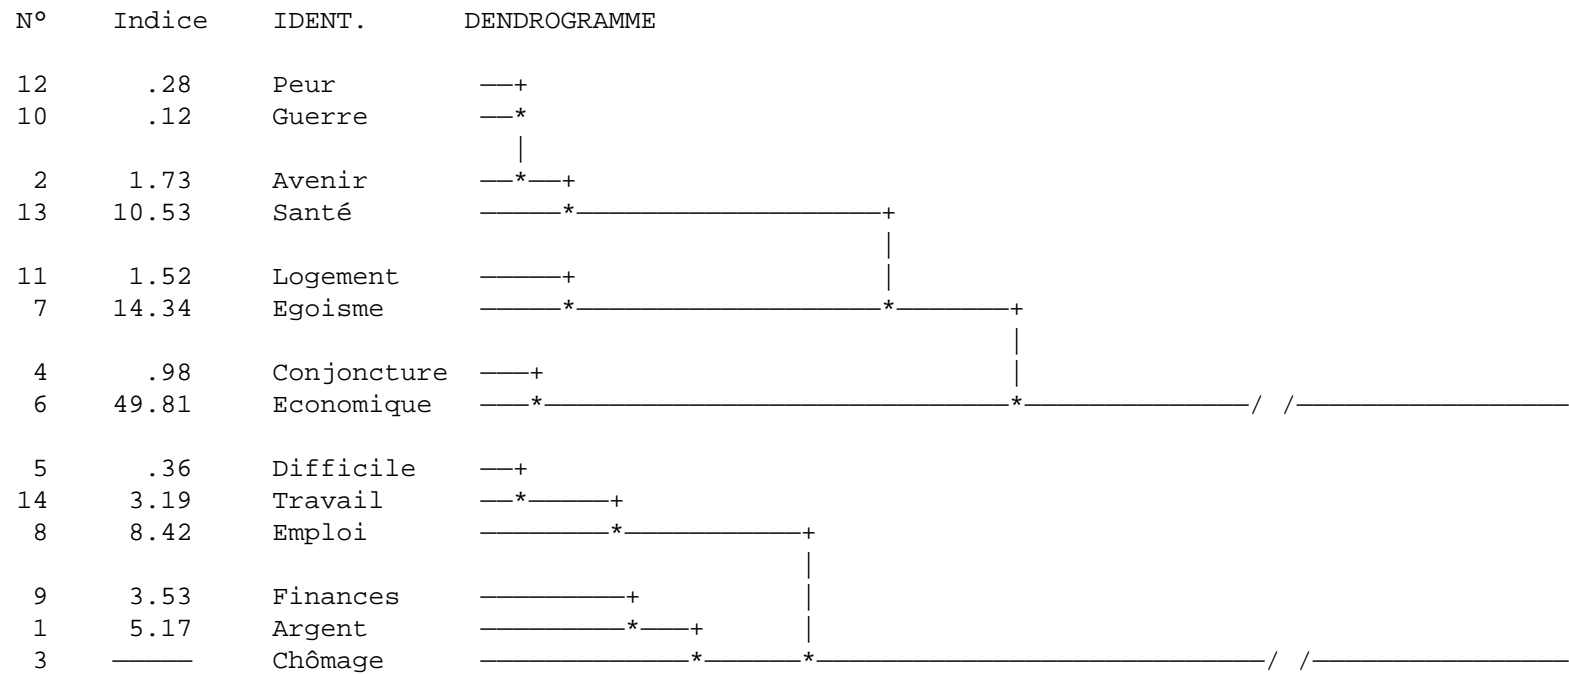 N° Indice IDENT. DENDROGRAMME
12 .28 Peur ——+
10 .12 Guerre ——*
|
2 1.73 Avenir ——*——+
13 10.53 Santé —————*———————————————————+
|
11 1.52 Logement —————+ |
7 14.34 Egoisme —————*———————————————————*———————+
|
4 .98 Conjoncture ———+ |
6 49.81 Economique ———*—————————————————————————————*——————————————/ /—————————————————
5 .36 Difficile ——+
14 3.19 Travail ——*—————+
8 8.42 Emploi ————————*———————————+
|
9 3.53 Finances —————————+ |
1 5.17 Argent —————————*———+ |
3 ————— Chômage —————————————*——————*————————————————————————————/ /————————————————